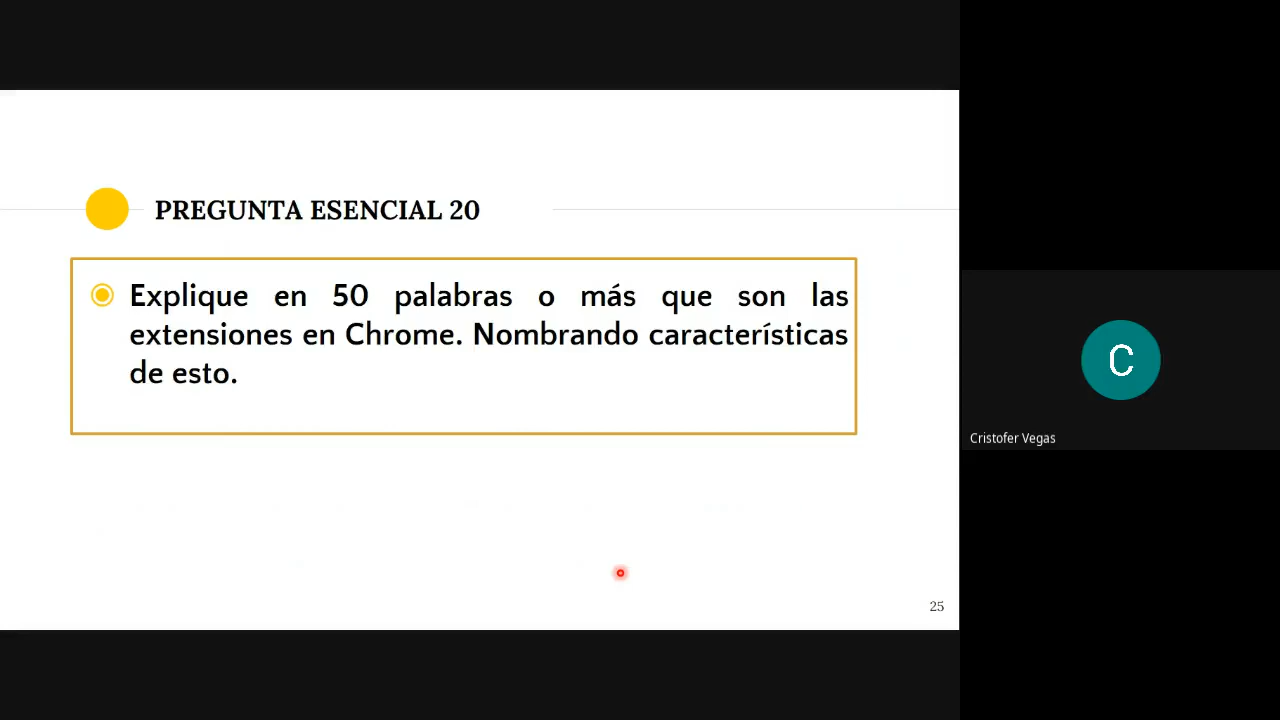 PREGUNTA ESENCIAL 20
Explique en 50 palabras o más que son las
extensiones en Chrome. Nombrando características
de esto.
25
C
Cristofer Vegas